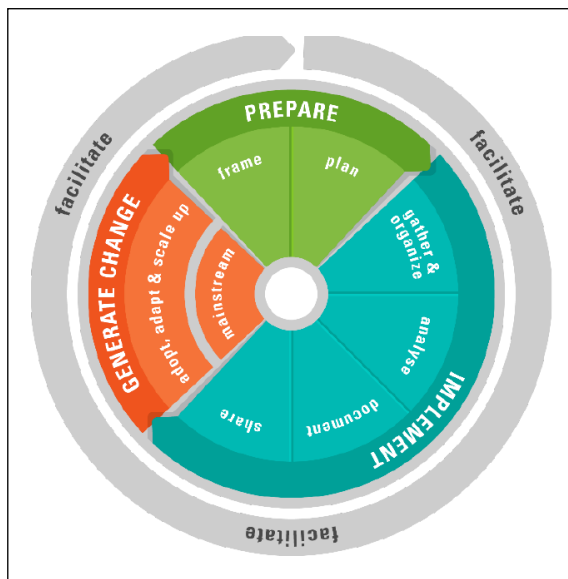 facilitate
facilitate
facilitate
PREPARE
frame
plan
IMPLEMENT
gather &
organize
analyse
document
share
GENERATE CHANGE
adopt, adapt & scale up
mainstream